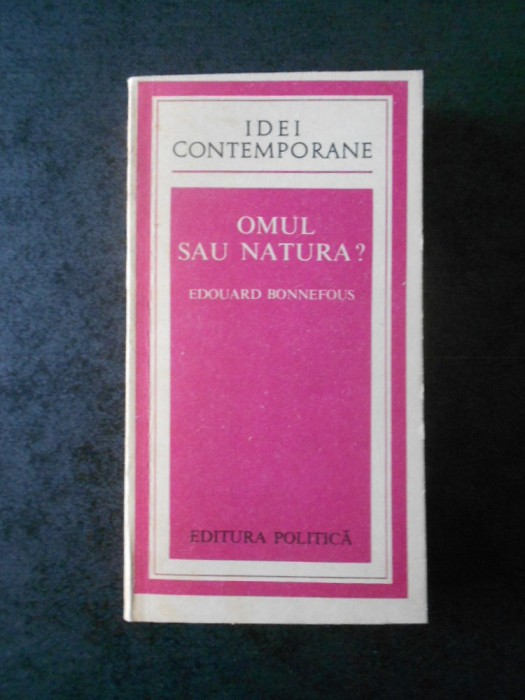 IDEI
CONTEMPORANE
OMUL
SAU NATURA?
EDOUARD BONNEFOUS
EDITURA POLITICĂ